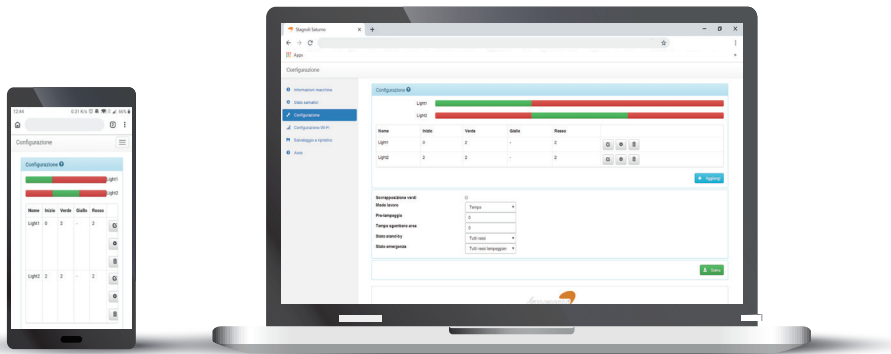 12:44
Configurazione
Configurazione
Light1
Light2
Nome Inizio Verde Giallo Rosso
Light1 0 2 - 2
Light2 2 2 - 2
Stagnoli Saturno
Apps
Configurazione
Informazioni macchina
Stato semafori
Configurazione
Configurazione Wi-Fi
Salvataggio e ripristino
Aiuto
Configurazione
Light1
Light2
Nome Inizio Verde Giallo Rosso
Light1 0 2 - 2
Light2 2 2 - 2
+ Aggiungi
Sovrapposizione verdi
Modo lavoro Tempo
Pre-lampeggio 0
Tempo sgombero area 0
Stato stand-by Tutti rossi
Stato emergenza Tutti rossi lampeggianti
Salva